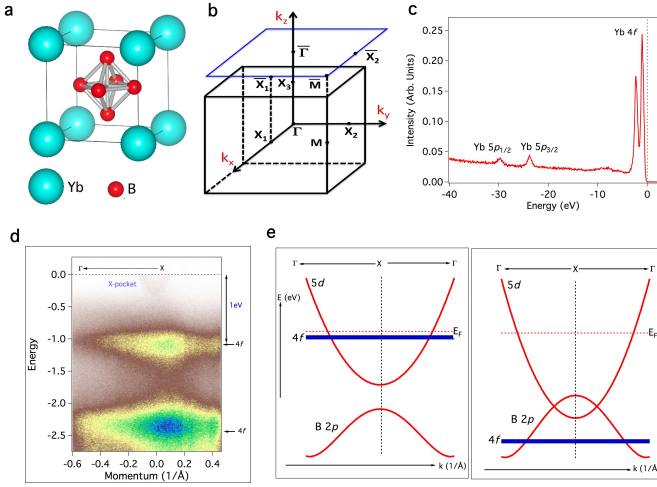 a
Yb
B
b
k_z
Γ̅
X̅₂
X̅₁
X₃
M̅
k_y
X₁
Γ
X₂
M
k_x
c
Intensity (Arb. Units)
0.25
0.20
0.15
0.10
0.05
0.00
Yb 4f
Yb 5p₁/₂
Yb 5p₃/₂
-40
-30
-20
-10
0
Energy (eV)
d
Γ
X
Energy
0.0
-0.5
-1.0
-1.5
-2.0
-2.5
X-pocket
1eV
4f
4f
-0.6
-0.4
-0.2
0.0
0.2
0.4
Momentum (1/Å)
e
Γ
X
Γ
5d
E (eV)
E_F
4f
B 2p
k (1/Å)
Γ
X
Γ
5d
E_F
B 2p
4f
k (1/Å)